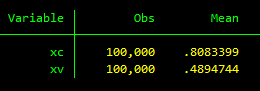 Variable Obs Mean
xc 100,000 .8083399
xv 100,000 .4894744